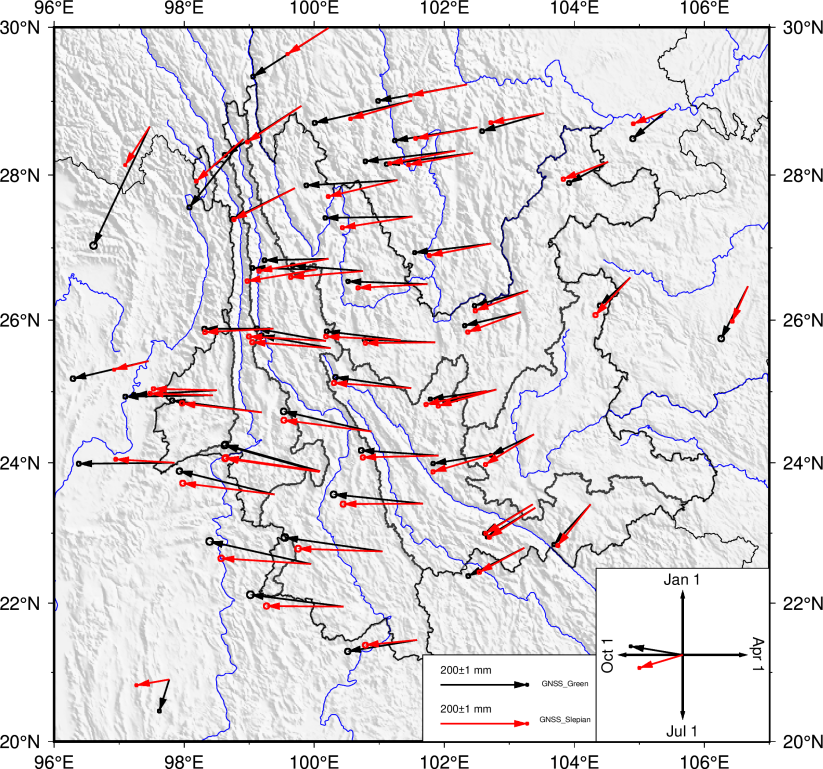 96°E 98°E 100°E 102°E 104°E 106°E
30°N 30°N
28°N 28°N
26°N 26°N
24°N 24°N
22°N 22°N
20°N 20°N
96°E 98°E 100°E 102°E 104°E 106°E
200±1 mm
GNSS_Green
200±1 mm
GNSS_Slepian
Jan 1
Oct 1
Apr 1
Jul 1